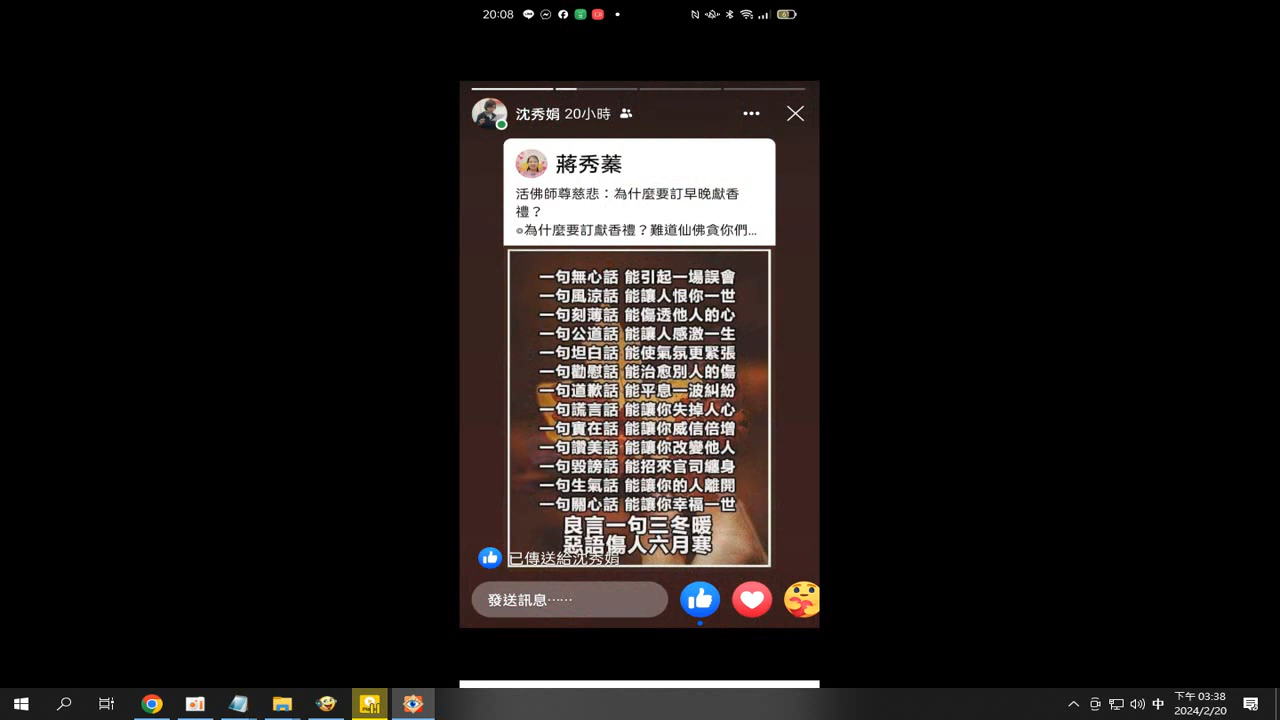 20:08
61
沈秀娟 20小時
蔣秀蓁
活佛師尊慈悲：為什麼要訂早晚獻香
禮？
⊙為什麼要訂獻香禮？難道仙佛貪你們...
一句無心話 能引起一場誤會
一句風涼話 能讓人恨你一世
一句刻薄話 能傷透他人的心
一句公道話 能讓人感激一生
一句坦白話 能使氣氛更緊張
一句勸慰話 能治愈別人的傷
一句道歉話 能平息一波糾紛
一句謊言話 能讓你失掉人心
一句實在話 能讓你威信倍增
一句讚美話 能讓你改變他人
一句毀謗話 能招來官司纏身
一句生氣話 能讓你的人離開
一句關心話 能讓你幸福一世
良言一句三冬暖
惡語傷人六月寒
已傳送給沈秀娟
發送訊息……
中
下午 03:38
2024/2/20